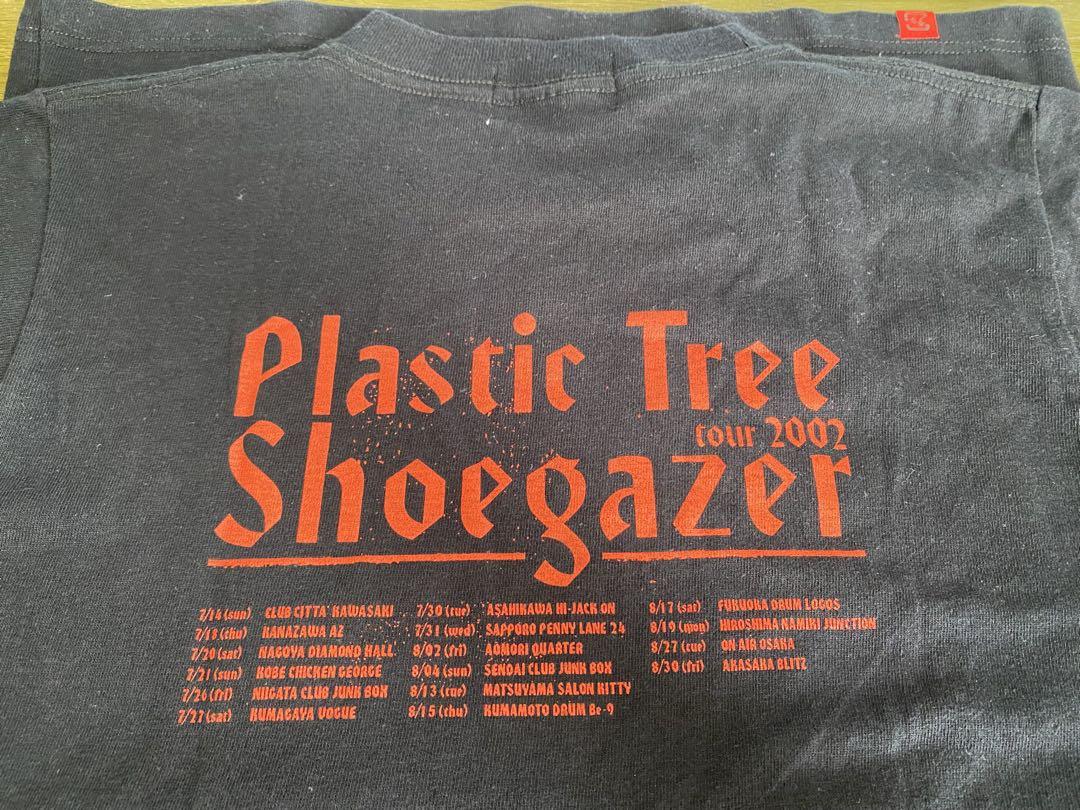 Plastic Tree
tour 2002
Shoegazer
7/14 (sun) CLUB CITTA' KAWASAKI
7/18 (thu) KANAZAWA AZ
7/20 (sat) NAGOYA DIAMOND HALL
7/21 (sun) KOBE CHICKEN GEORGE
7/26 (fri) NIIGATA CLUB JUNK BOX
7/27 (sat) KUMAGAYA VOGUE
7/30 (tue) ASAHIKAWA HI-JACK ON
7/31 (wed) SAPPORO PENNY LANE 24
8/02 (fri) AOMORI QUARTER
8/04 (sun) SENDAI CLUB JUNK BOX
8/13 (tue) MATSUYAMA SALON KITTY
8/15 (thu) KUMAMOTO DRUM Be-9
8/17 (sat) FUKUOKA DRUM LOGOS
8/19 (mon) HIROSHIMA NAMIKI JUNCTION
8/27 (tue) ON AIR OSAKA
8/30 (fri) AKASAKA BLITZ